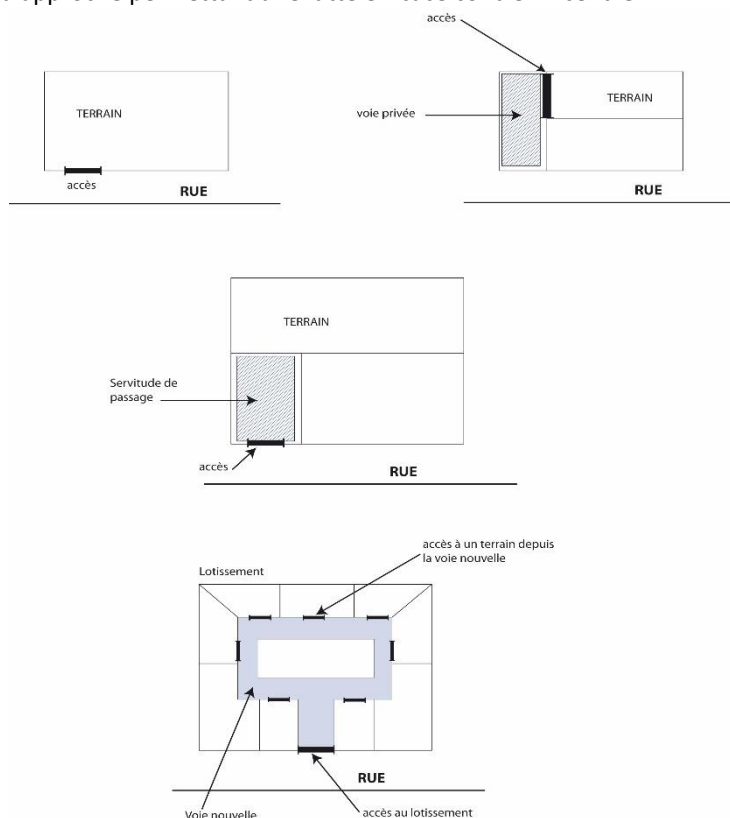 accès
TERRAIN
accès
RUE
voie privée
TERRAIN
RUE
TERRAIN
Servitude de
passage
accès
RUE
accès à un terrain depuis
la voie nouvelle
Lotissement
RUE
Voie nouvelle
accès au lotissement